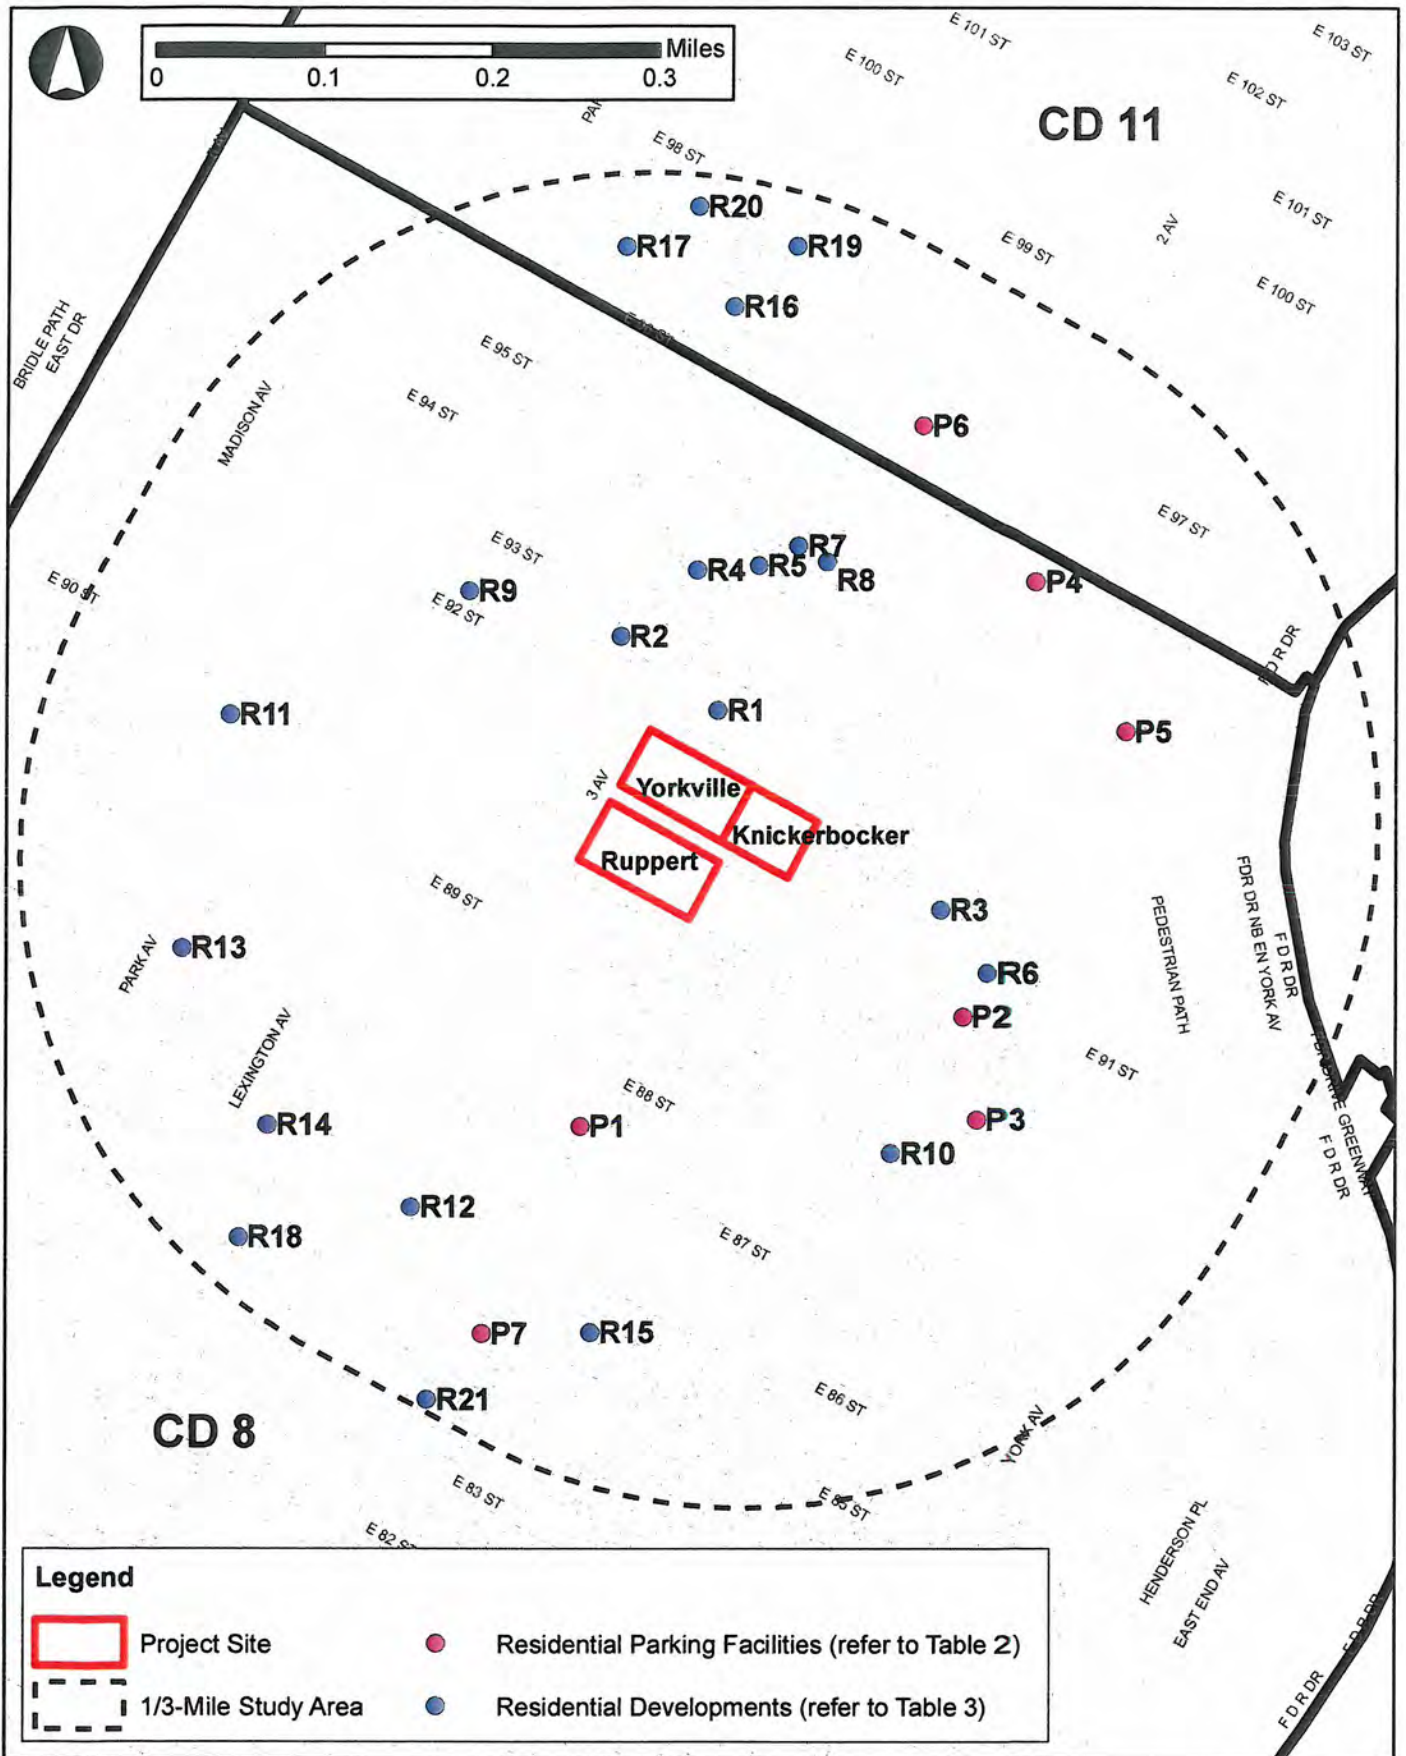 E 101 ST
E 103 ST
Miles
0 0.1 0.2 0.3
E 100 ST
E 102 ST
CD 11
E 98 ST
R20
E 101 ST
R17
R19
2 AV
E 99 ST
E 100 ST
R16
BRIDLE PATH
EAST DR
E 95 ST
MADISON AV
E 94 ST
P6
E 97 ST
E 93 ST
R7
R4
R5
R8
P4
E 90 ST
R9
E 92 ST
R2
F D R DR
R11
R1
P5
3 AV
Yorkville
Knickerbocker
Ruppert
E 89 ST
R3
PEDESTRIAN PATH
FDR DR NB EN YORK AV
F D R DR
PARK AV
R13
R6
P2
LEXINGTON AV
E 91 ST
E 88 ST
R14
P1
P3
R10
GREENWAY
F D R DR
R12
R18
E 87 ST
P7
R15
R21
E 86 ST
CD 8
YORK AV
E 83 ST
E 85 ST
HENDERSON PL
EAST END AV
F D R DR
F D R DR
Legend
Project Site
Residential Parking Facilities (refer to Table 2)
1/3-Mile Study Area
Residential Developments (refer to Table 3)